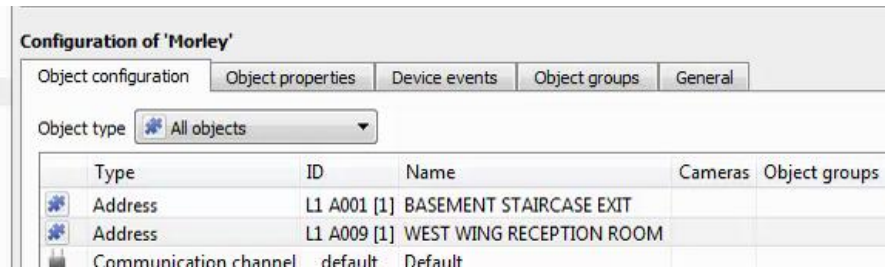 Configuration of 'Morley'
Object configuration Object properties Device events Object groups General
Object type All objects
Type ID Name Cameras Object groups
Address L1 A001 [1] BASEMENT STAIRCASE EXIT
Address L1 A009 [1] WEST WING RECEPTION ROOM
Communication channel default Default